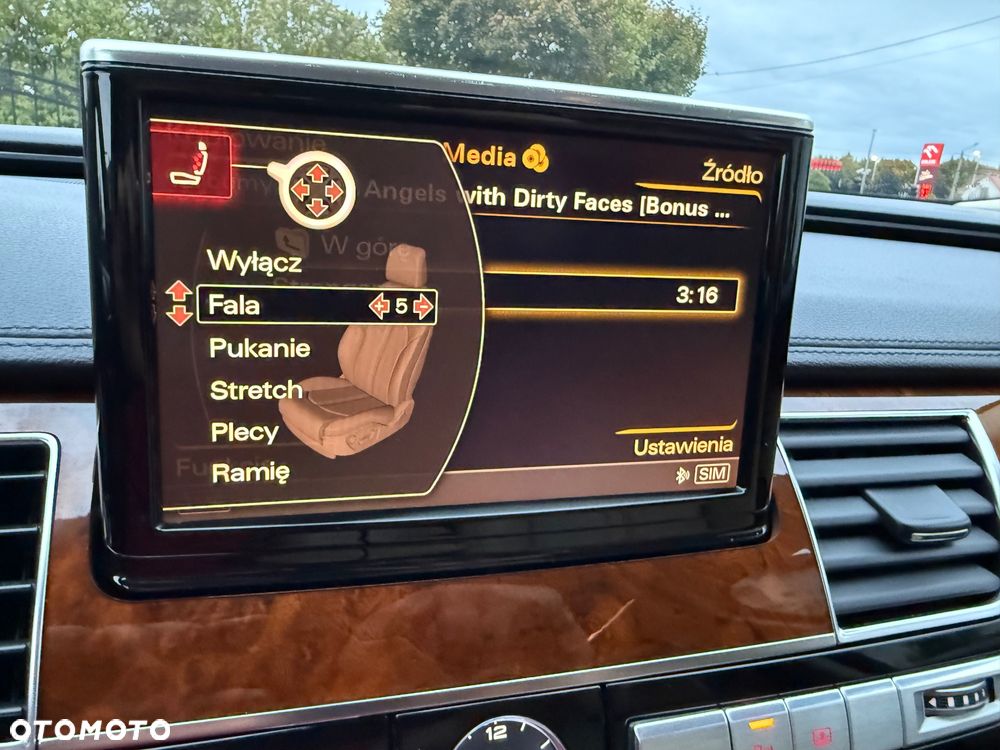 Media
Źródło
Angels with Dirty Faces [Bonus ...
W górę
Wyłącz
Fala
5
3:16
Pukanie
Stretch
Plecy
Ustawienia
Ramię
SIM
12
OTOMOTO